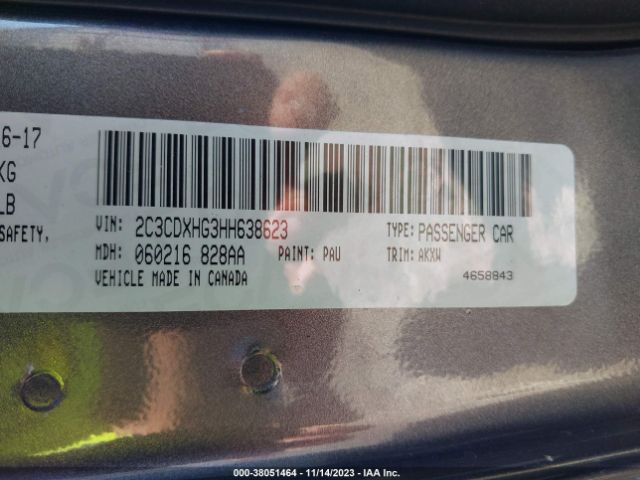 6-17
KG
LB
SAFETY,
VIN: 2C3CDXHG3HH638623 TYPE: PASSENGER CAR
MDH: 060216 828AA PAINT: PAU TRIM: AKXW
VEHICLE MADE IN CANADA 4658843
000-38051464 - 11/14/2023 - IAA Inc.